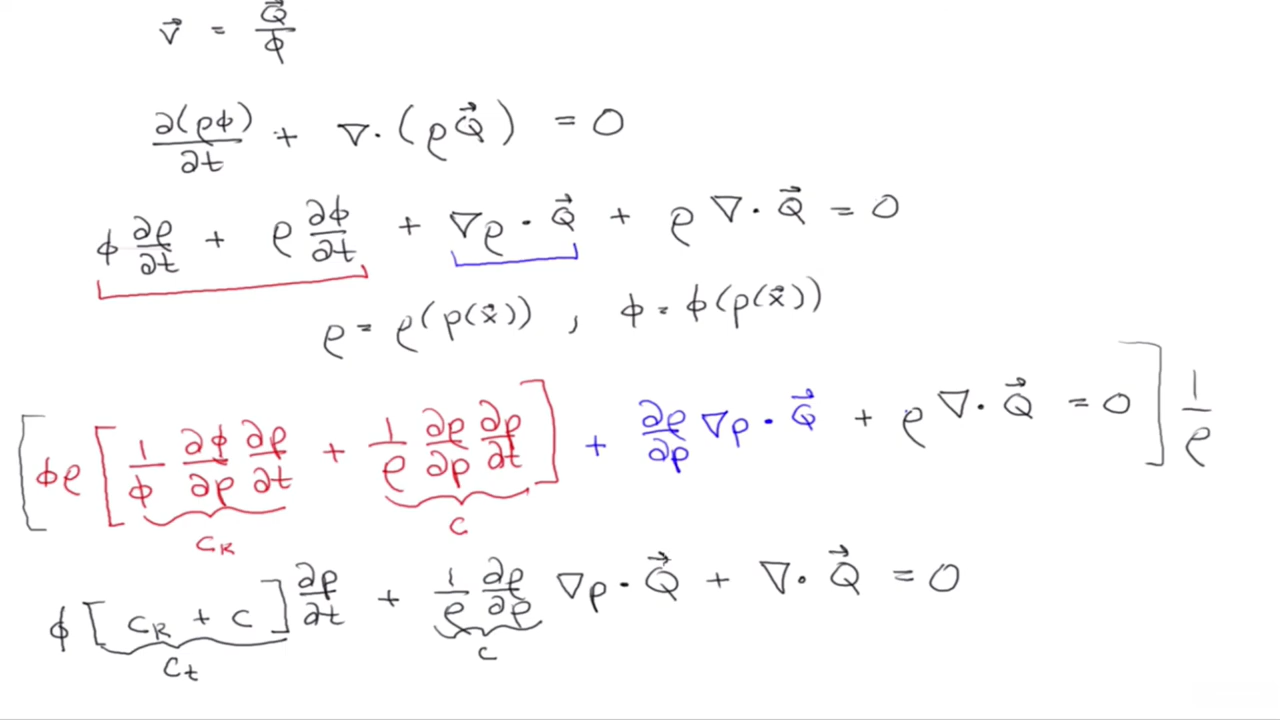 v⃗ = Q⃗/ϕ
∂(ρϕ)/∂t + ∇·(ρQ⃗) = 0
ϕ ∂ρ/∂t + ρ ∂ϕ/∂t + ∇ρ·Q⃗ + ρ∇·Q⃗ = 0
ρ = ρ(p(x⃗)) , ϕ = ϕ(p(x⃗))
[ϕρ[1/ϕ ∂ϕ/∂p ∂p/∂t + 1/ρ ∂ρ/∂p ∂p/∂t] + ∂ρ/∂p ∇p·Q⃗ + ρ∇·Q⃗ = 0] 1/ρ
c_R c
ϕ[c_R + c] ∂p/∂t + 1/ρ ∂ρ/∂p ∇p·Q⃗ + ∇·Q⃗ = 0
c_t c